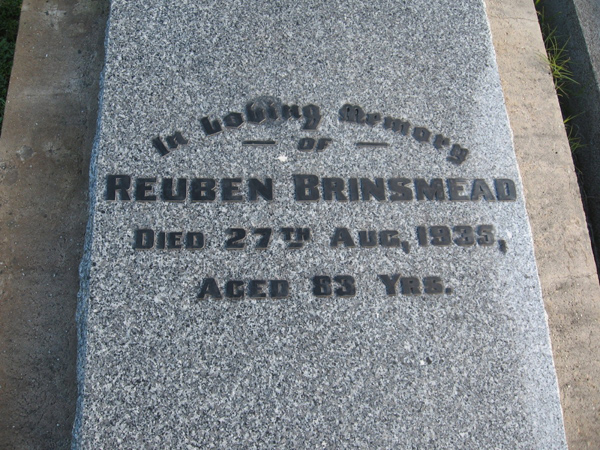 In Loving Memory
— OF —
REUBEN BRINSMEAD
DIED 27TH AUG, 1935,
AGED 83 YRS.